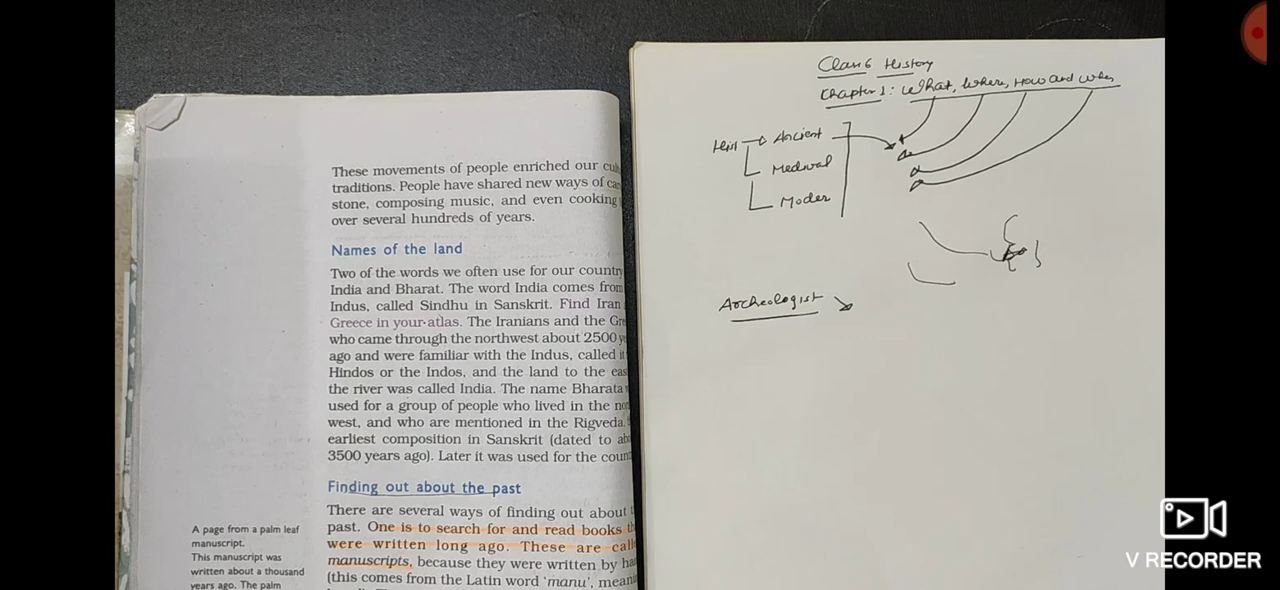 These movements of people enriched our cu
traditions. People have shared new ways of ca
stone, composing music, and even cooking
over several hundreds of years.
Names of the land
Two of the words we often use for our country
India and Bharat. The word India comes from
Indus, called Sindhu in Sanskrit. Find Iran
Greece in your atlas. The Iranians and the Gr
who came through the northwest about 2500 y
ago and were familiar with the Indus, called it
Hindos or the Indos, and the land to the eas
the river was called India. The name Bharata
used for a group of people who lived in the no
west, and who are mentioned in the Rigveda,
earliest composition in Sanskrit (dated to abo
3500 years ago). Later it was used for the coun
Finding out about the past
There are several ways of finding out about
past. One is to search for and read books th
were written long ago. These are call
manuscripts, because they were written by ha
(this comes from the Latin word 'manu', meani
A page from a palm leaf
manuscript.
This manuscript was
written about a thousand
years ago. The palm
Class 6 History
Chapter 1: What, Where, How and When
Hist Ancient
Medival
Moder
Archeologist
V RECORDER